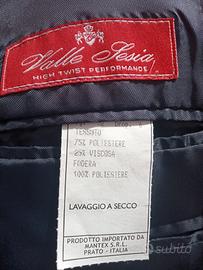 Valle Sesia
HIGH TWIST PERFORMANCE
TESSUTO
75% POLIESTERE
25% VISCOSA
FODERA
100% POLIESTERE
LAVAGGIO A SECCO
PRODOTTO IMPORTATO DA
MANTEX S.R.L.
PRATO - ITALIA
subito